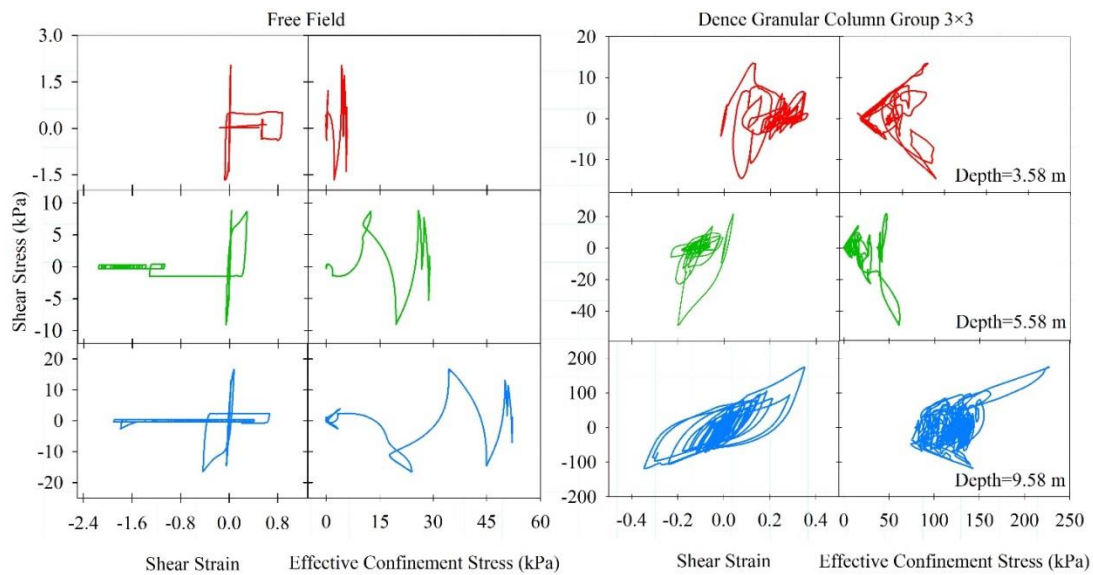 Free Field
Dence Granular Column Group 3×3
Shear Stress (kPa)
3.0
1.5
0.0
-1.5
20
10
0
-10
Depth=3.58 m
10
5
0
-5
-10
40
20
0
-20
-40
Depth=5.58 m
20
10
0
-10
-20
200
100
0
-100
-200
Depth=9.58 m
-2.4 -1.6 -0.8 0.0 0.8
0 15 30 45 60
-0.4 -0.2 0.0 0.2 0.4
0 50 100 150 200 250
Shear Strain
Effective Confinement Stress (kPa)
Shear Strain
Effective Confinement Stress (kPa)